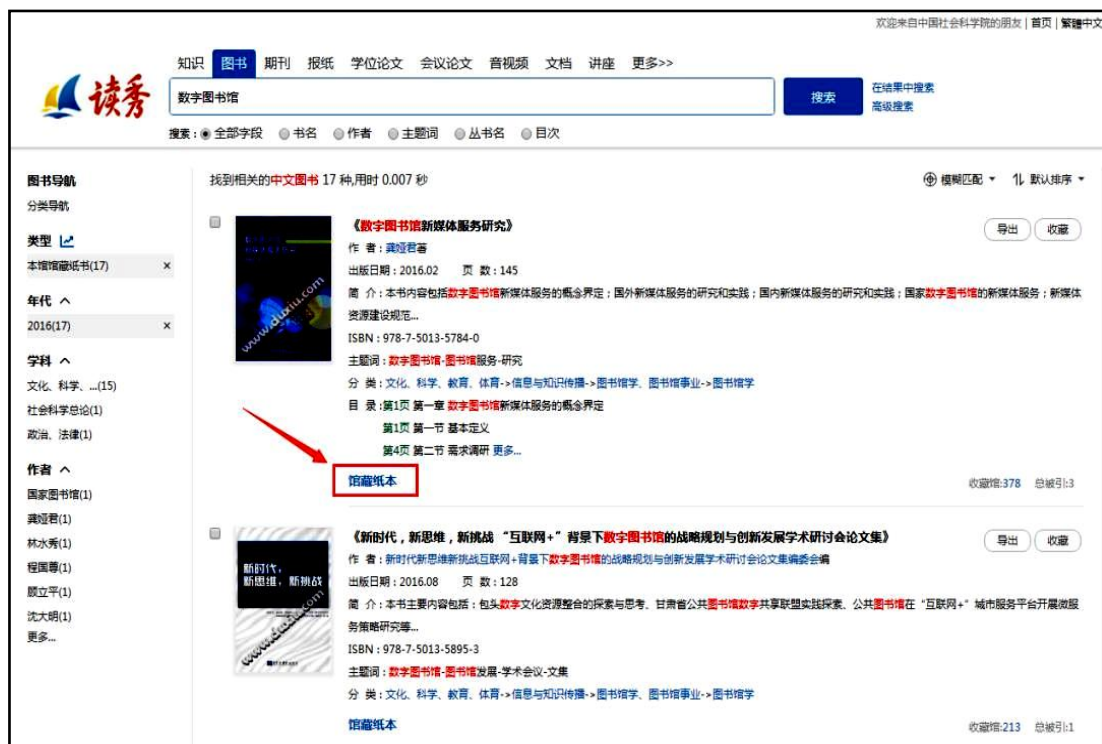 欢迎来自中国社会科学院的朋友 | 首页 | 繁體中文
知识 图书 期刊 报纸 学位论文 会议论文 音视频 文档 讲座 更多>>
读秀
数字图书馆 搜索 在结果中搜索
高级搜索
搜索：全部字段 书名 作者 主题词 丛书名 目次
图书导航
分类导航
类型
本馆馆藏纸书(17) ×
年代
2016(17) ×
学科
文化、科学、...(15)
社会科学总论(1)
政治、法律(1)
作者
国家图书馆(1)
龚娅君(1)
林水秀(1)
程国尊(1)
顾立平(1)
沈大明(1)
更多...
找到相关的中文图书 17 种,用时 0.007 秒 模糊匹配 默认排序
《数字图书馆新媒体服务研究》 导出 收藏
作 者：龚娅君著
出版日期：2016.02 页 数：145
简 介：本书内容包括数字图书馆新媒体服务的概念界定；国外新媒体服务的研究和实践；国内新媒体服务的研究和实践；国家数字图书馆的新媒体服务；新媒体
资源建设规范...
ISBN：978-7-5013-5784-0
主题词：数字图书馆-图书馆服务-研究
分 类：文化、科学、教育、体育->信息与知识传播->图书馆学、图书馆事业->图书馆学
目 录:第1页 第一章 数字图书馆新媒体服务的概念界定
第1页 第一节 基本定义
第4页 第二节 需求调研 更多...
www.duxiu.com
馆藏纸本 收藏馆:378 总被引:3
《新时代，新思维，新挑战 “互联网+”背景下数字图书馆的战略规划与创新发展学术研讨会论文集》 导出 收藏
作 者：新时代新思维新挑战互联网+背景下数字图书馆的战略规划与创新发展学术研讨会论文集编委会编
出版日期：2016.08 页 数：128
简 介：本书主要内容包括：包头数字文化资源整合的探索与思考、甘肃省公共图书馆数字共享联盟实践探索、公共图书馆在“互联网+”城市服务平台开展微服
务策略研究等...
ISBN：978-7-5013-5895-3
主题词：数字图书馆-图书馆发展-学术会议-文集
分 类：文化、科学、教育、体育->信息与知识传播->图书馆学、图书馆事业->图书馆学
新时代，
新思维，新挑战
www.duxiu.com
馆藏纸本 收藏馆:213 总被引:1